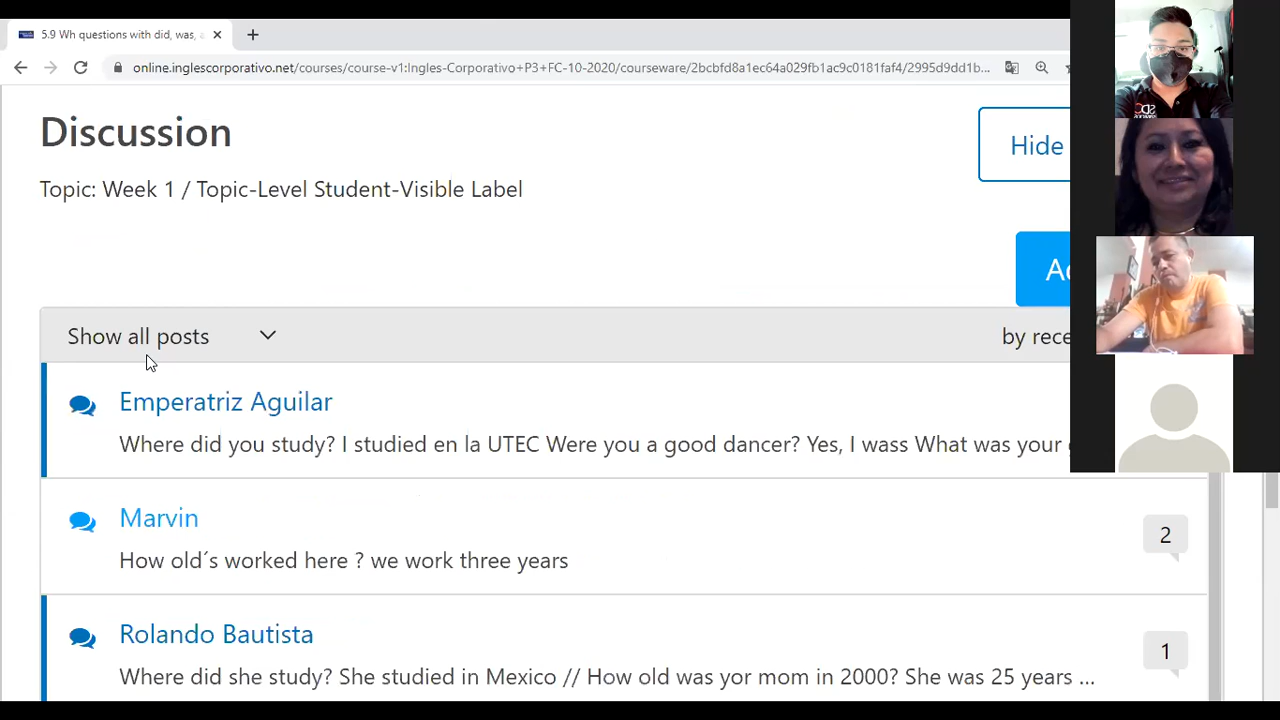 5.9 Wh questions with did, was,
online.inglescorporativo.net/courses/course-v1:Ingles-Corporativo+P3+FC-10-2020/courseware/2bcbfd8a1ec64a029fb1ac9c0181faf4/2995d9dd1b...
Discussion
Hide
Topic: Week 1 / Topic-Level Student-Visible Label
Show all posts
by rece
Emperatriz Aguilar
Where did you study? I studied en la UTEC Were you a good dancer? Yes, I wass What was your
Marvin
2
How old´s worked here ? we work three years
Rolando Bautista
1
Where did she study? She studied in Mexico // How old was yor mom in 2000? She was 25 years ...